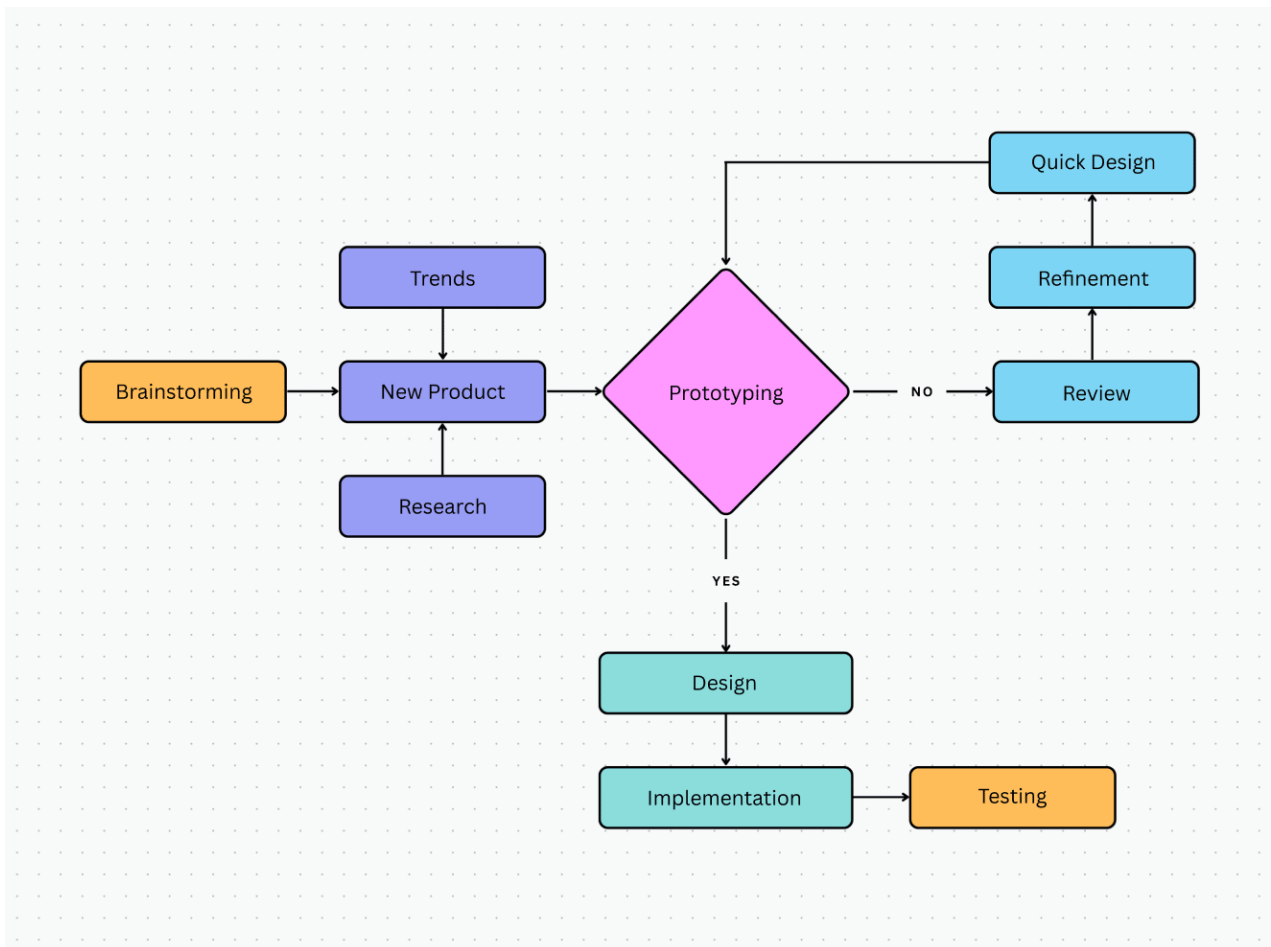 Quick Design
Trends
Refinement
Brainstorming
New Product
Prototyping
NO
Review
Research
YES
Design
Implementation
Testing